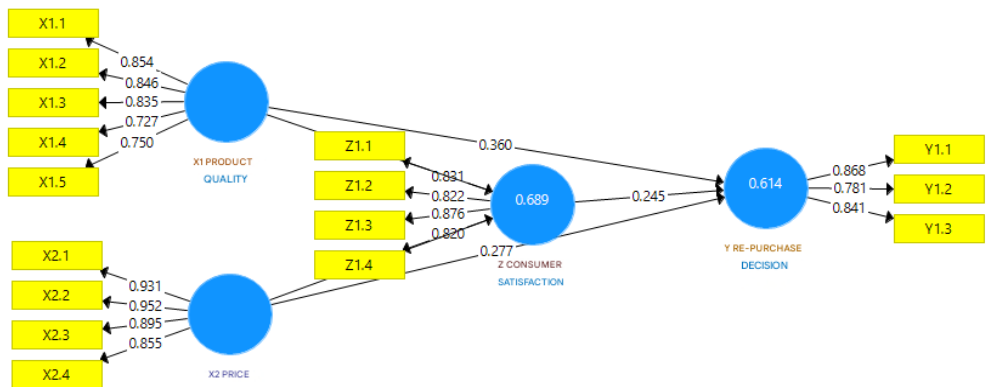 X1.1
X1.2
X1.3
X1.4
X1.5
0.854
0.846
0.835
0.727
0.750
X1 PRODUCT
QUALITY
X2.1
X2.2
X2.3
X2.4
0.931
0.952
0.895
0.855
X2 PRICE
Z1.1
Z1.2
Z1.3
Z1.4
0.831
0.822
0.876
0.820
0.689
Z CONSUMER
SATISFACTION
0.360
0.245
0.277
0.614
Y RE-PURCHASE
DECISION
0.868
0.781
0.841
Y1.1
Y1.2
Y1.3